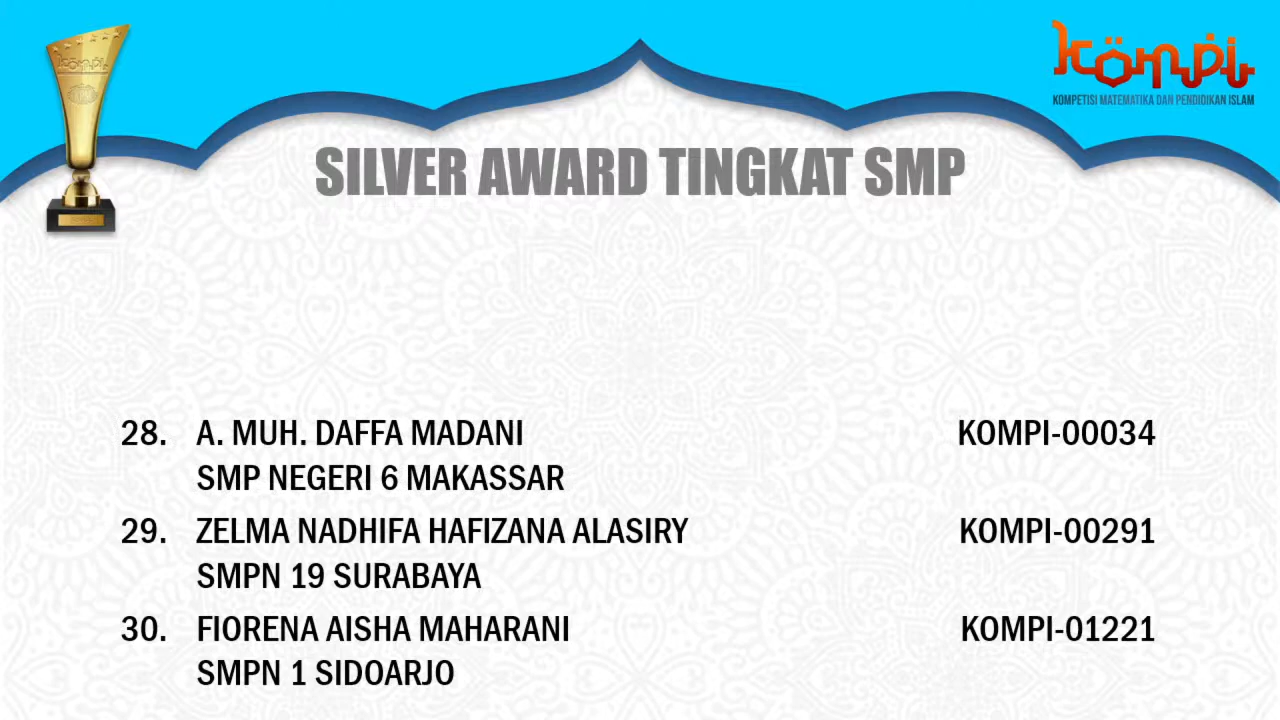 kompi
KOMPETISI MATEMATIKA DAN PENDIDIKAN ISLAM
SILVER AWARD TINGKAT SMP
28. A. MUH. DAFFA MADANI KOMPI-00034
SMP NEGERI 6 MAKASSAR
29. ZELMA NADHIFA HAFIZANA ALASIRY KOMPI-00291
SMPN 19 SURABAYA
30. FIORENA AISHA MAHARANI KOMPI-01221
SMPN 1 SIDOARJO